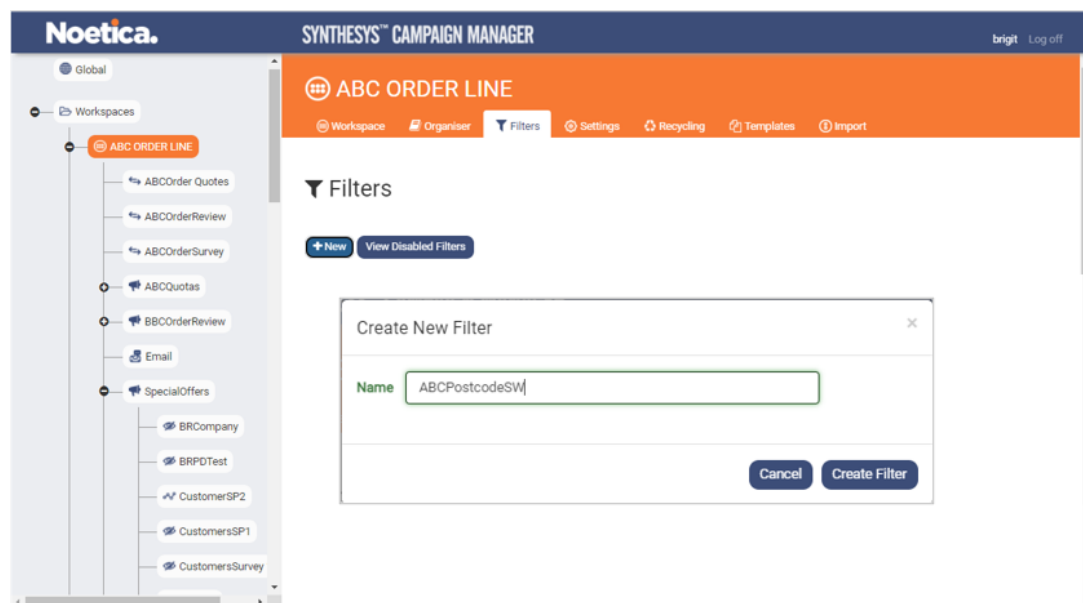 Noetica.
SYNTHESYS™ CAMPAIGN MANAGER
brigit Log off
Global
Workspaces
ABC ORDER LINE
ABCOrder Quotes
ABCOrderReview
ABCOrderSurvey
ABCQuotas
BBCOrderReview
Email
SpecialOffers
BRCompany
BRPDTest
CustomerSP2
CustomersSP1
CustomersSurvey
ABC ORDER LINE
Workspace Organiser Filters Settings Recycling Templates Import
Filters
+ New View Disabled Filters
Create New Filter ×
Name ABCPostcodeSW
Cancel Create Filter